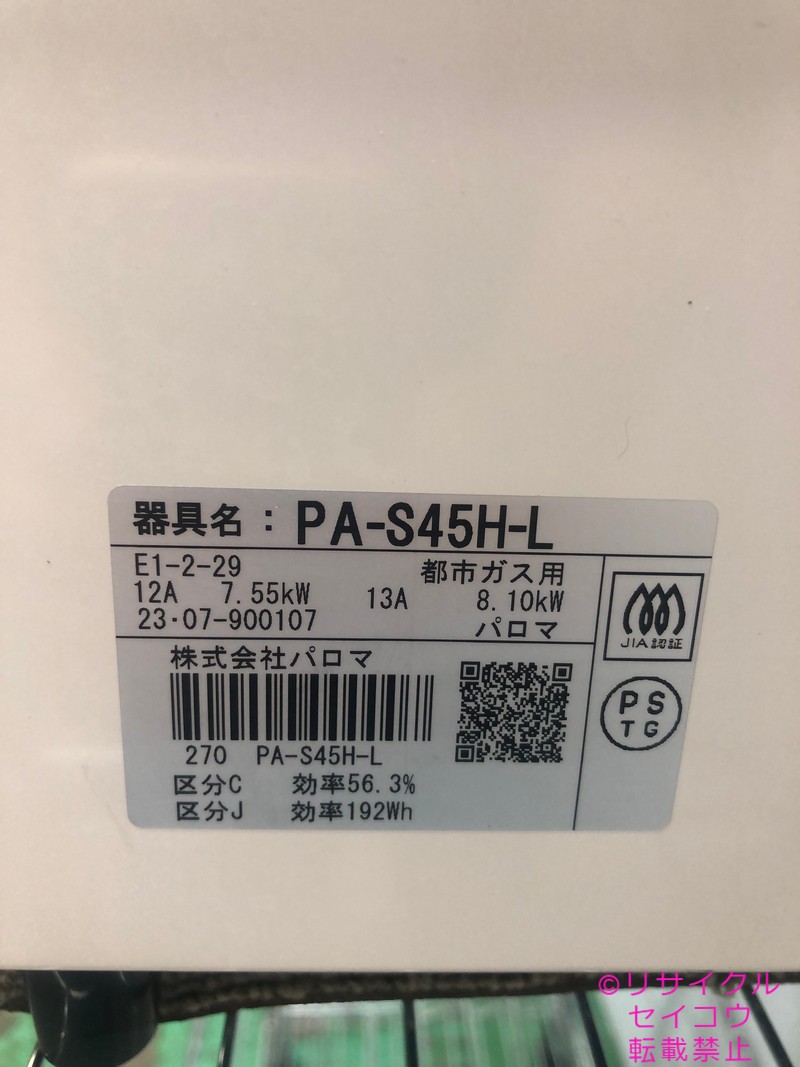 器具名：PA-S45H-L
E1-2-29 都市ガス用
12A 7.55kW 13A 8.10kW
23·07-900107 パロマ
JIA認証
株式会社パロマ
PS
TG
270 PA-S45H-L
区分C 効率56.3%
区分J 効率192Wh
©リサイクル
セイコウ
転載禁止